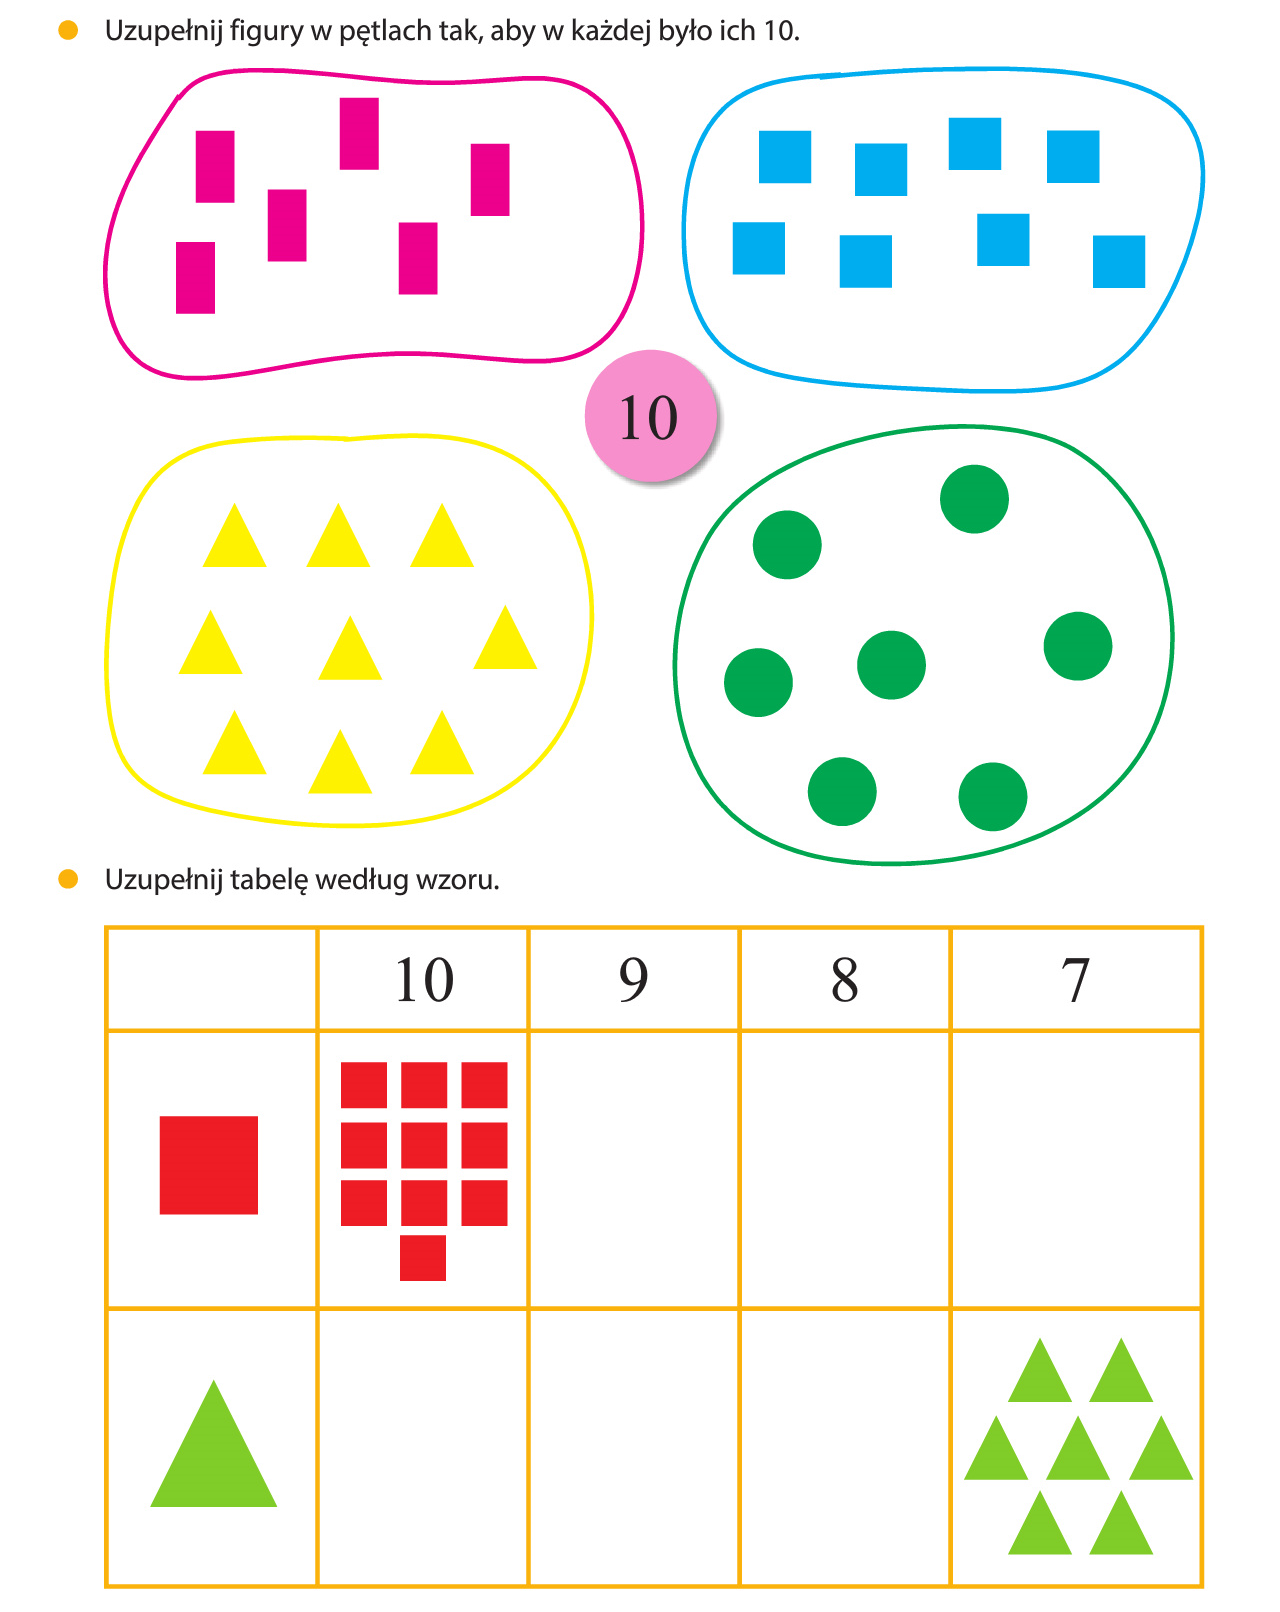 Uzupełnij figury w pętlach tak, aby w każdej było ich 10.
10
Uzupełnij tabelę według wzoru.
10 9 8 7